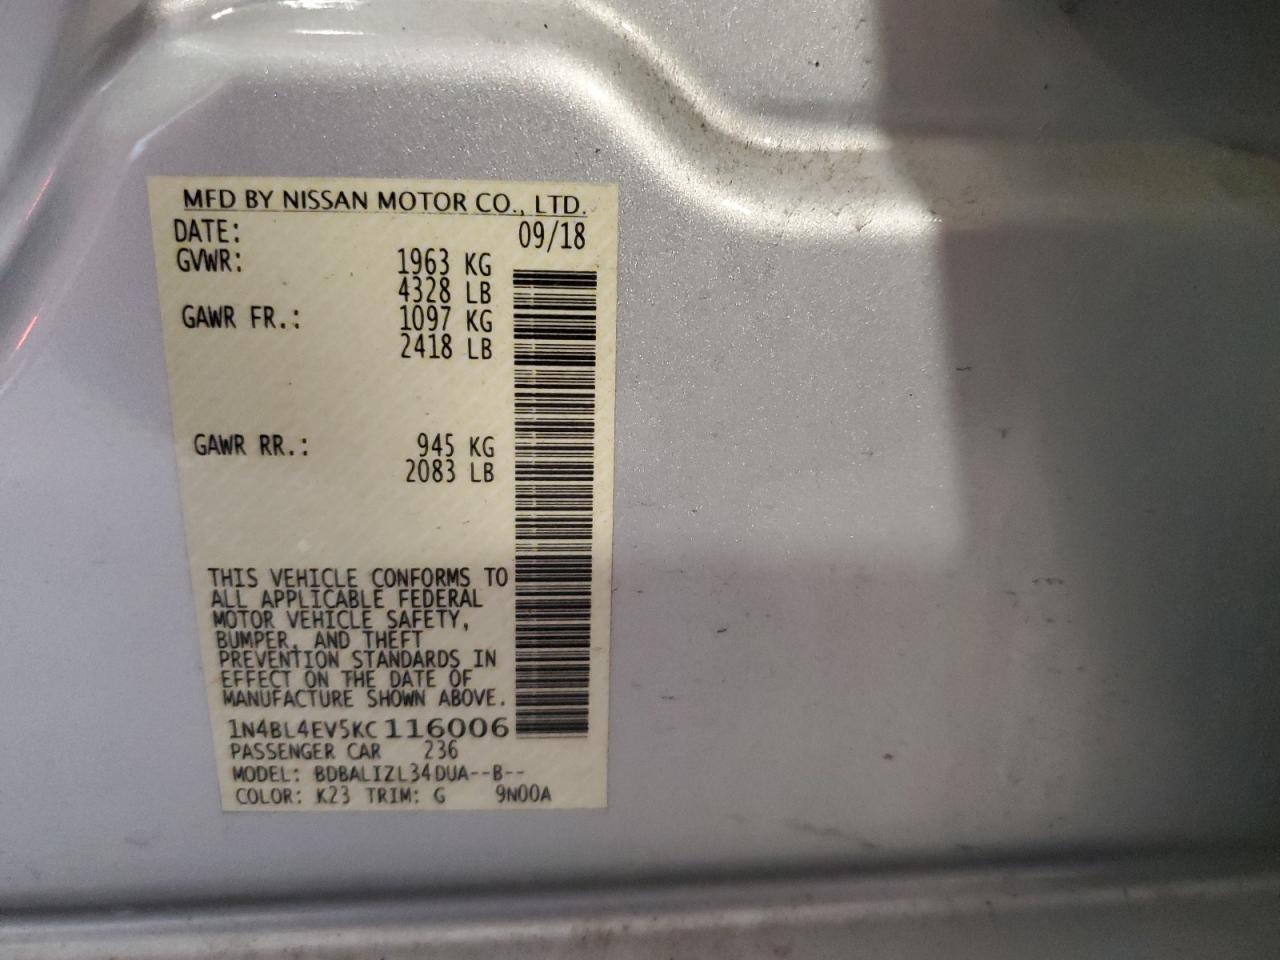 MFD BY NISSAN MOTOR CO., LTD.
DATE: 09/18
GVWR: 1963 KG
4328 LB
GAWR FR.: 1097 KG
2418 LB
GAWR RR.: 945 KG
2083 LB
THIS VEHICLE CONFORMS TO
ALL APPLICABLE FEDERAL
MOTOR VEHICLE SAFETY,
BUMPER, AND THEFT
PREVENTION STANDARDS IN
EFFECT ON THE DATE OF
MANUFACTURE SHOWN ABOVE.
1N4BL4EV5KC116006
PASSENGER CAR 236
MODEL: BDBALIZL34DUA--B--
COLOR: K23 TRIM: G 9N00A